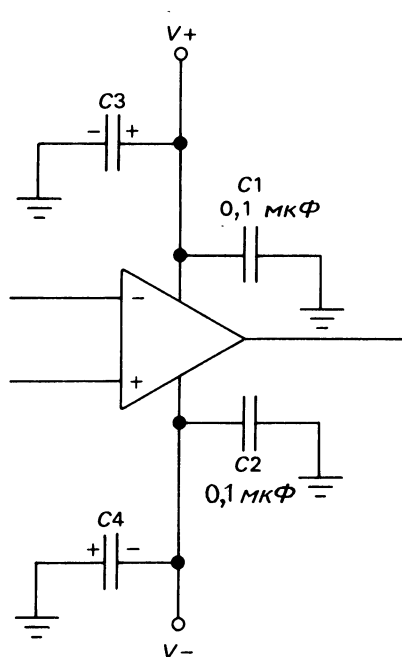 V+
C3
– +
C1
0,1 мкФ
–
+
C2
0,1 мкФ
C4
+ –
V–